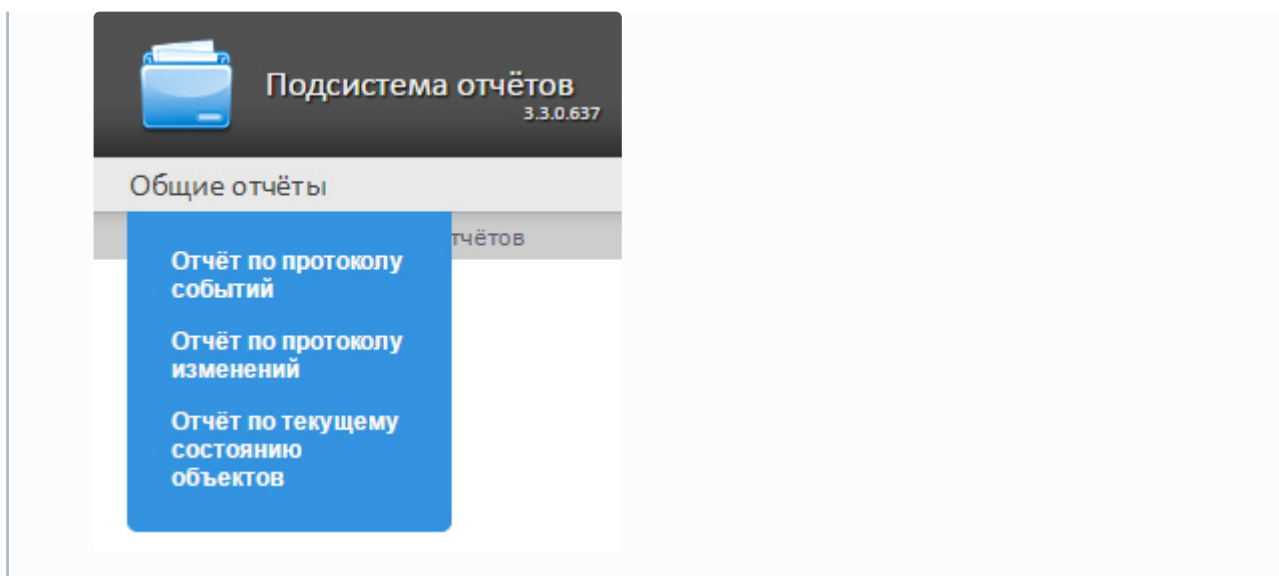 Подсистема отчётов
3.3.0.637
Общие отчёты
тчётов
Отчёт по протоколу
событий
Отчёт по протоколу
изменений
Отчёт по текущему
состоянию
объектов